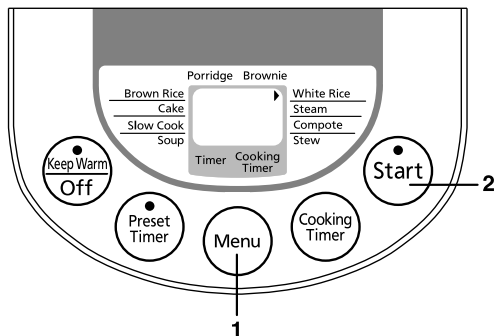 Porridge Brownie
Brown Rice
Cake
Slow Cook
Soup
White Rice
Steam
Compote
Stew
Timer
Cooking
Timer
Keep Warm
Off
Preset
Timer
Menu
Cooking
Timer
Start
1
2